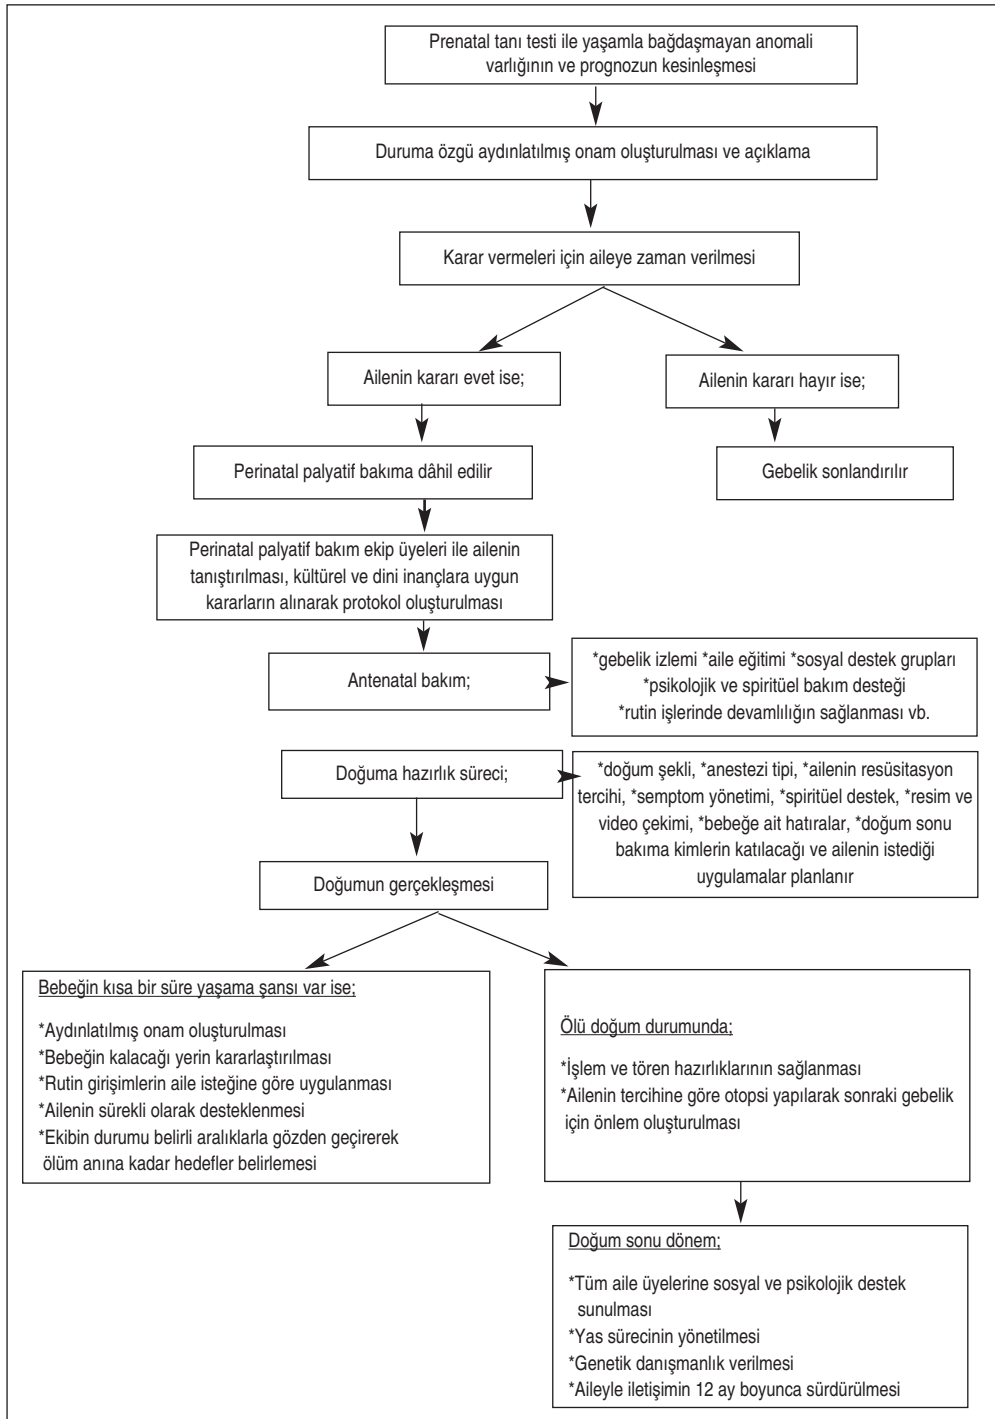 Prenatal tanı testi ile yaşamla bağdaşmayan anomali
varlığının ve prognozun kesinleşmesi
Duruma özgü aydınlatılmış onam oluşturulması ve açıklama
Karar vermeleri için aileye zaman verilmesi
Ailenin kararı evet ise;
Ailenin kararı hayır ise;
Perinatal palyatif bakıma dâhil edilir
Gebelik sonlandırılır
Perinatal palyatif bakım ekip üyeleri ile ailenin
tanıştırılması, kültürel ve dini inançlara uygun
kararların alınarak protokol oluşturulması
Antenatal bakım;
*gebelik izlemi *aile eğitimi *sosyal destek grupları
*psikolojik ve spiritüel bakım desteği
*rutin işlerinde devamlılığın sağlanması vb.
Doğuma hazırlık süreci;
*doğum şekli, *anestezi tipi, *ailenin resüsitasyon
tercihi, *semptom yönetimi, *spiritüel destek, *resim ve
video çekimi, *bebeğe ait hatıralar, *doğum sonu
bakıma kimlerin katılacağı ve ailenin istediği
uygulamalar planlanır
Doğumun gerçekleşmesi
Bebeğin kısa bir süre yaşama şansı var ise;
*Aydınlatılmış onam oluşturulması
*Bebeğin kalacağı yerin kararlaştırılması
*Rutin girişimlerin aile isteğine göre uygulanması
*Ailenin sürekli olarak desteklenmesi
*Ekibin durumu belirli aralıklarla gözden geçirerek
ölüm anına kadar hedefler belirlemesi
Ölü doğum durumunda;
*İşlem ve tören hazırlıklarının sağlanması
*Ailenin tercihine göre otopsi yapılarak sonraki gebelik
için önlem oluşturulması
Doğum sonu dönem;
*Tüm aile üyelerine sosyal ve psikolojik destek
sunulması
*Yas sürecinin yönetilmesi
*Genetik danışmanlık verilmesi
*Aileyle iletişimin 12 ay boyunca sürdürülmesi